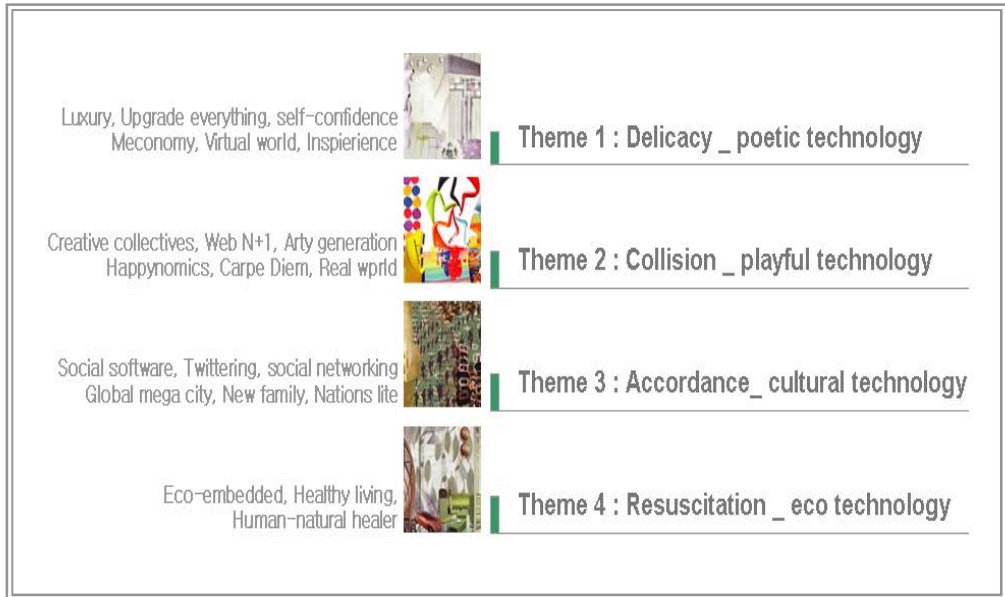 Luxury, Upgrade everything, self-confidence
Meconomy, Virtual world, Inspierience
Theme 1 : Delicacy _ poetic technology
Creative collectives, Web N+1, Arty generation
Happynomics, Carpe Diem, Real wprld
Theme 2 : Collision _ playful technology
Social software, Twittering, social networking
Global mega city, New family, Nations lite
Theme 3 : Accordance_ cultural technology
Eco-embedded, Healthy living,
Human-natural healer
Theme 4 : Resuscitation _ eco technology